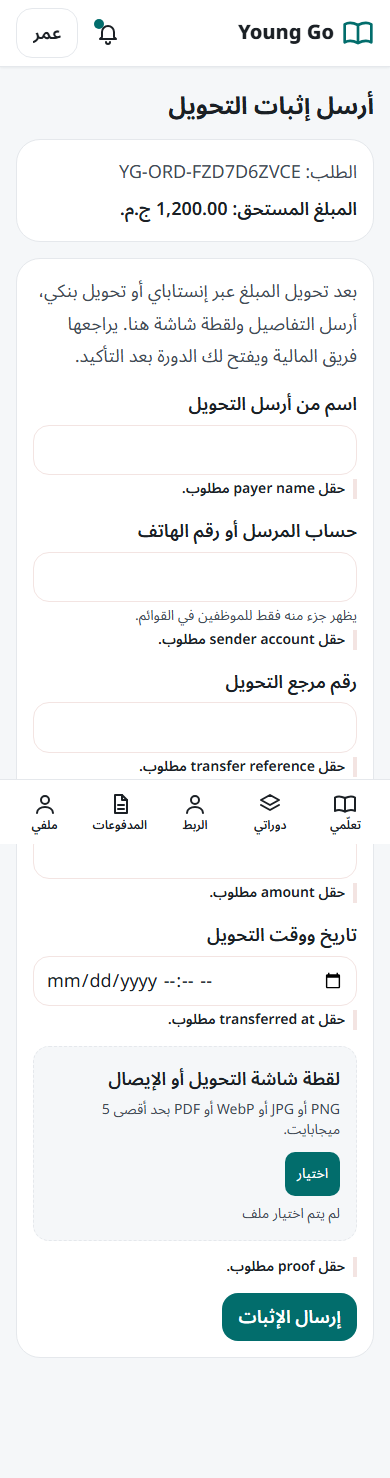 Young Go
عمر
أرسل إثبات التحويل
الطلب: YG-ORD-FZD7D6ZVCE
المبلغ المستحق: 1,200.00 ج.م.
بعد تحويل المبلغ عبر إنستاباي أو تحويل بنكي،
أرسل التفاصيل ولقطة شاشة هنا. يراجعها
فريق المالية ويفتح لك الدورة بعد التأكيد.
اسم من أرسل التحويل
حقل payer name مطلوب.
حساب المرسل أو رقم الهاتف
يظهر جزء منه فقط للموظفين في القوائم.
حقل sender account مطلوب.
رقم مرجع التحويل
حقل transfer reference مطلوب.
تعلّمي
دوراتي
الربط
المدفوعات
ملفي
حقل amount مطلوب.
تاريخ ووقت التحويل
mm/dd/yyyy --:-- --
حقل transferred at مطلوب.
لقطة شاشة التحويل أو الإيصال
PNG أو JPG أو WebP أو PDF بحد أقصى 5
ميجابايت.
اختيار
لم يتم اختيار ملف
حقل proof مطلوب.
إرسال الإثبات